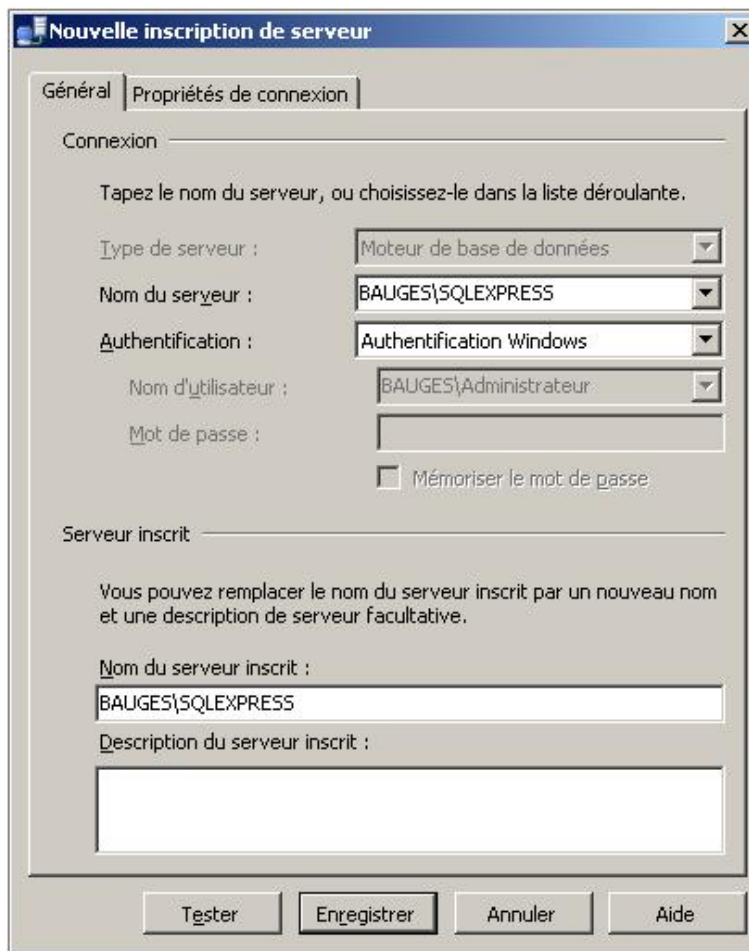 Nouvelle inscription de serveur
Général
Propriétés de connexion
Connexion
Tapez le nom du serveur, ou choisissez-le dans la liste déroulante.
Type de serveur : Moteur de base de données
Nom du serveur : BAUGES\SQLEXPRESS
Authentification : Authentification Windows
Nom d'utilisateur : BAUGES\Administrateur
Mot de passe :
Mémoriser le mot de passe
Serveur inscrit
Vous pouvez remplacer le nom du serveur inscrit par un nouveau nom
et une description de serveur facultative.
Nom du serveur inscrit :
BAUGES\SQLEXPRESS
Description du serveur inscrit :
Tester Enregistrer Annuler Aide